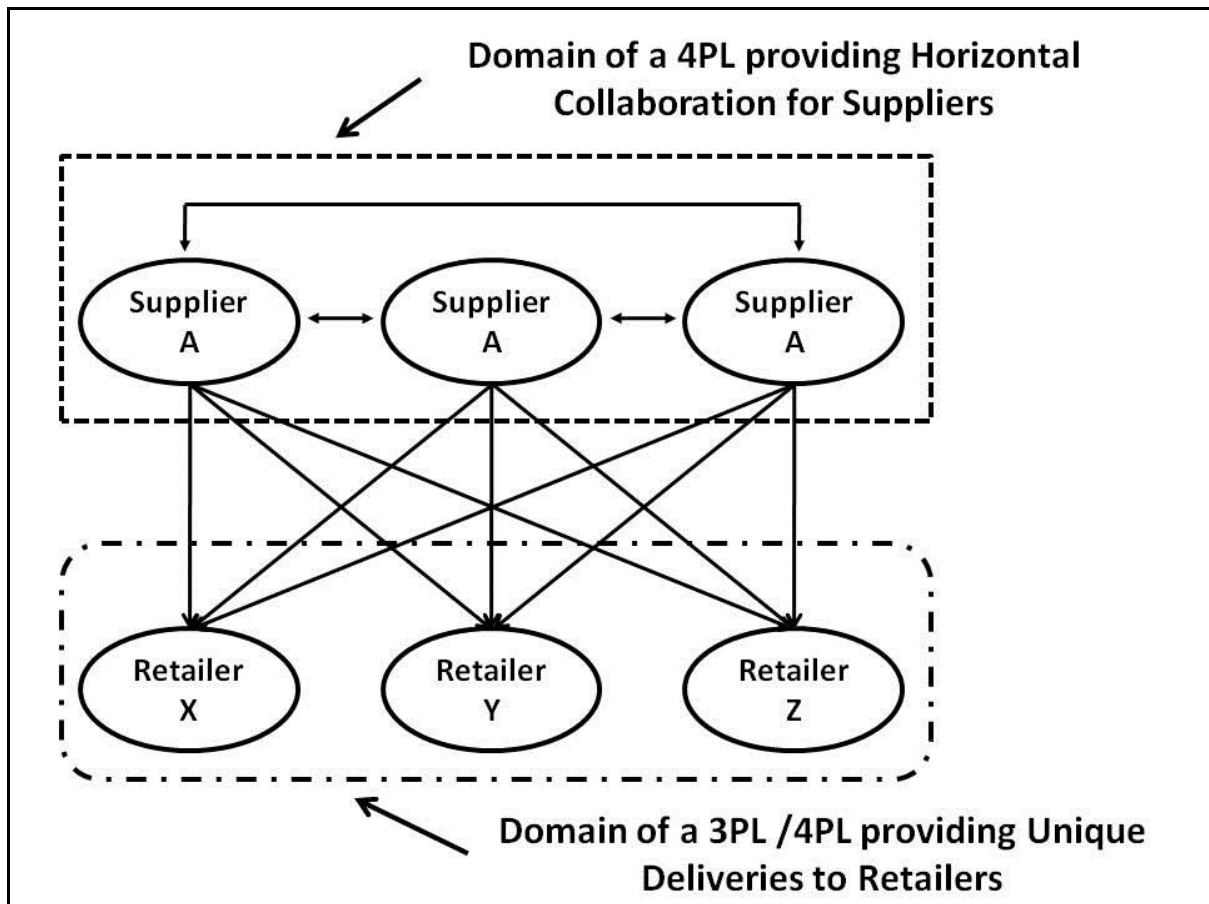 Domain of a 4PL providing Horizontal
Collaboration for Suppliers
Supplier
A
Supplier
A
Supplier
A
Retailer
X
Retailer
Y
Retailer
Z
Domain of a 3PL /4PL providing Unique
Deliveries to Retailers